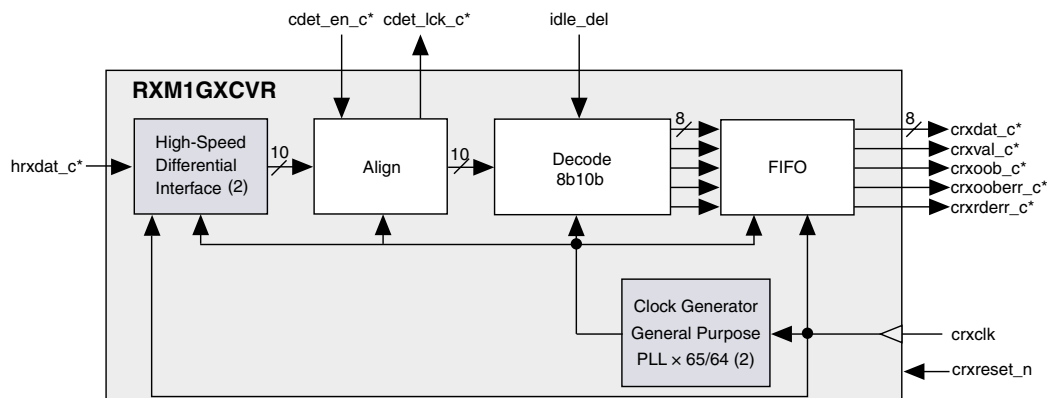 cdet_en_c* cdet_lck_c* idle_del
RXM1GXCVR
hrxdat_c*
High-Speed
Differential
Interface (2)
10
Align
10
Decode
8b10b
8
FIFO
8
crxdat_c*
crxval_c*
crxoob_c*
crxooberr_c*
crxrderr_c*
Clock Generator
General Purpose
PLL × 65/64 (2)
crxclk
crxreset_n